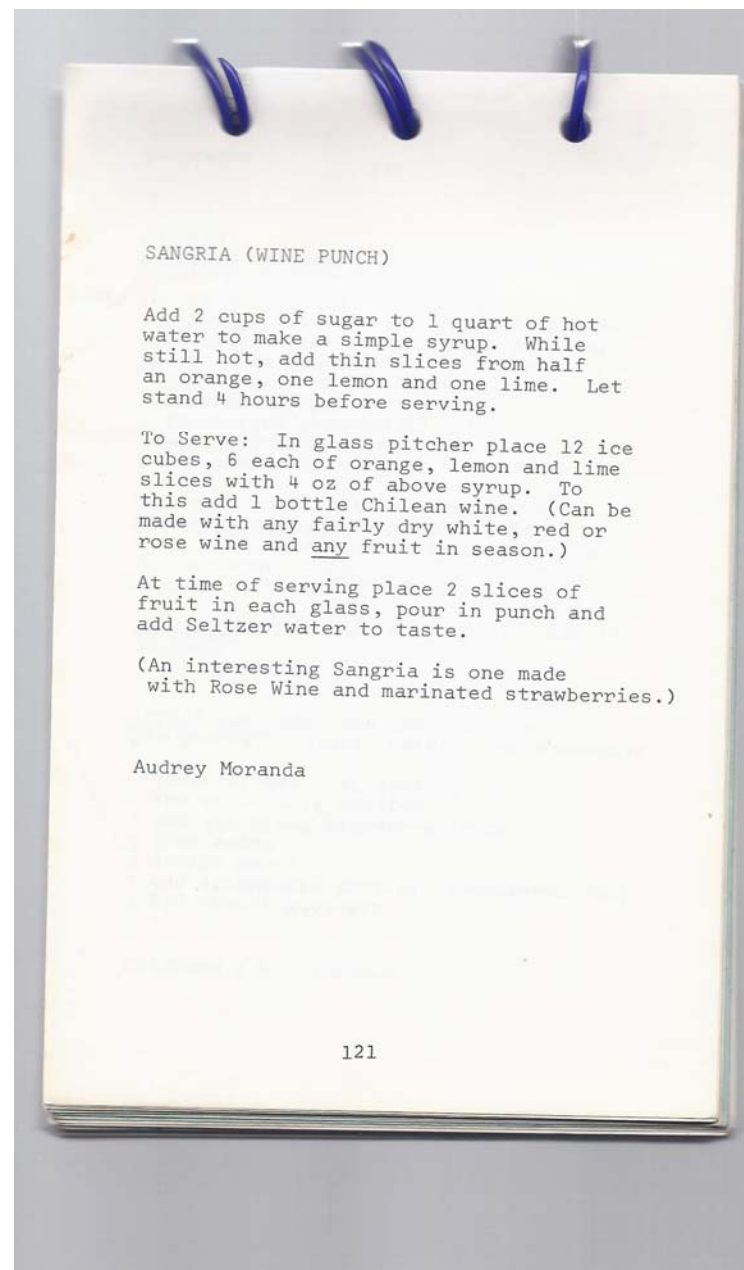 SANGRIA (WINE PUNCH)
Add 2 cups of sugar to 1 quart of hot
water to make a simple syrup.  While
still hot, add thin slices from half
an orange, one lemon and one lime.  Let
stand 4 hours before serving.
To Serve:  In glass pitcher place 12 ice
cubes, 6 each of orange, lemon and lime
slices with 4 oz of above syrup.  To
this add 1 bottle Chilean wine.  (Can be
made with any fairly dry white, red or
rose wine and any fruit in season.)
At time of serving place 2 slices of
fruit in each glass, pour in punch and
add Seltzer water to taste.
(An interesting Sangria is one made
with Rose Wine and marinated strawberries.)
Audrey Moranda
121